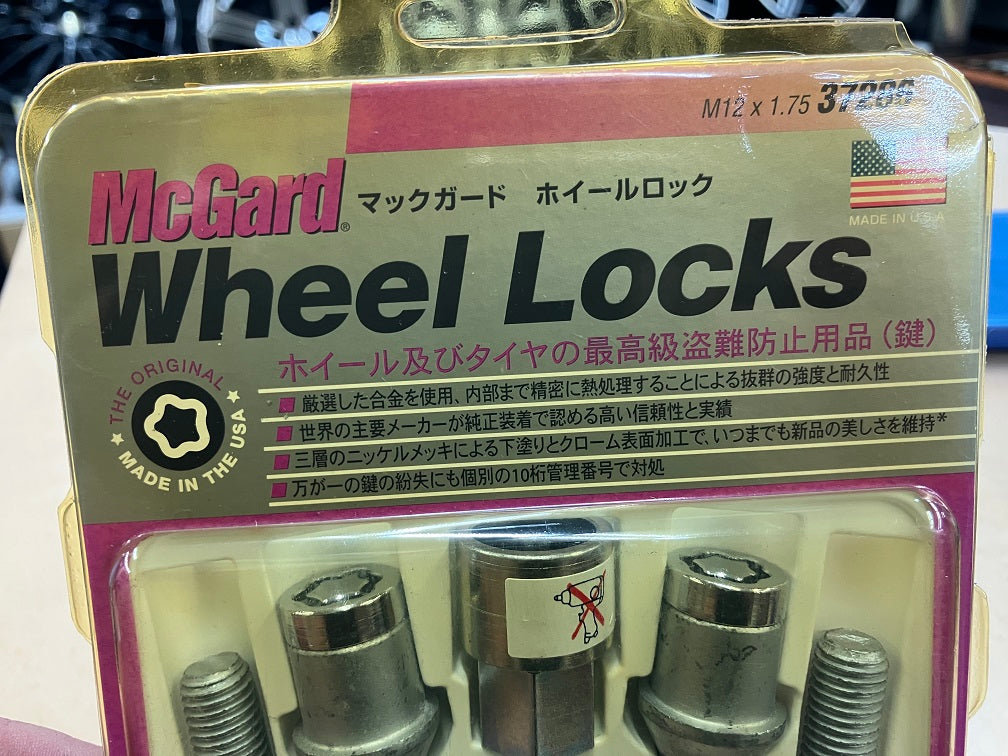 M12 x 1.75
McGard® マックガード ホイールロック
MADE IN U.S.A
Wheel Locks
ホイール及びタイヤの最高級盗難防止用品（鍵）
THE ORIGINAL
★ MADE IN THE USA ★
■ 厳選した合金を使用、内部まで精密に熱処理することによる抜群の強度と耐久性
■ 世界の主要メーカーが純正装着で認める高い信頼性と実績
■ 三層のニッケルメッキによる下塗りとクローム表面加工で、いつまでも新品の美しさを維持*
■ 万が一の鍵の紛失にも個別の10桁管理番号で対処